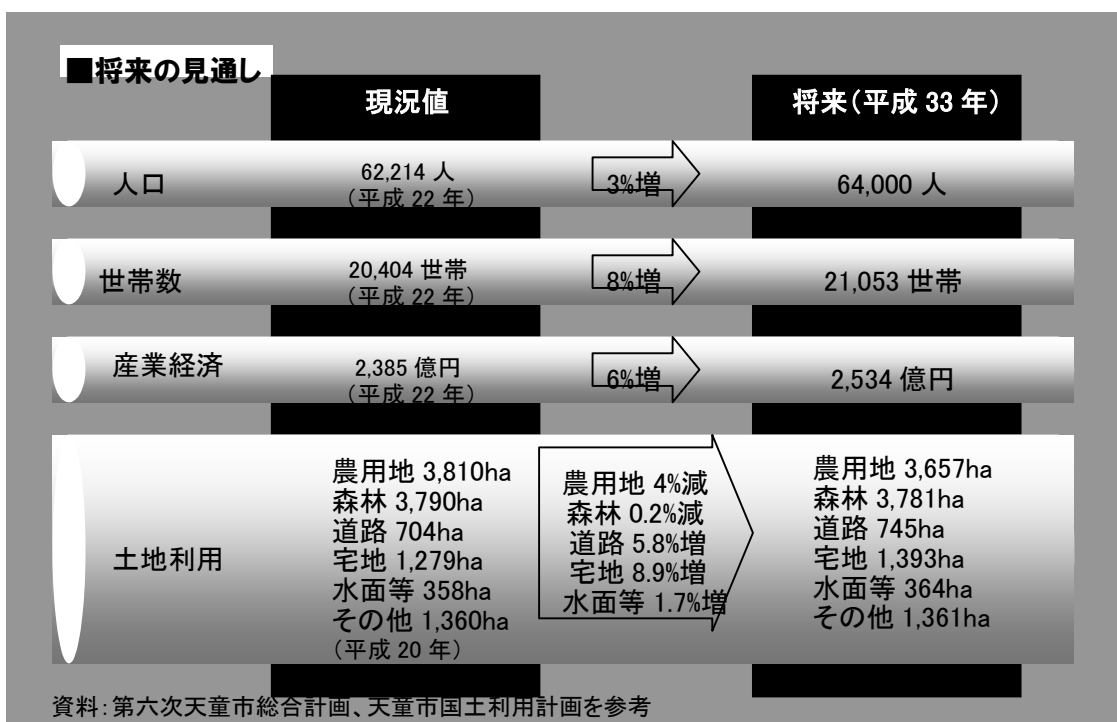 ■将来の見通し
現況値
将来(平成 33 年)
人口
62,214 人
(平成 22 年)
3%増
64,000 人
世帯数
20,404 世帯
(平成 22 年)
8%増
21,053 世帯
産業経済
2,385 億円
(平成 22 年)
6%増
2,534 億円
土地利用
農用地 3,810ha
森林 3,790ha
道路 704ha
宅地 1,279ha
水面等 358ha
その他 1,360ha
(平成 20 年)
農用地 4%減
森林 0.2%減
道路 5.8%増
宅地 8.9%増
水面等 1.7%増
農用地 3,657ha
森林 3,781ha
道路 745ha
宅地 1,393ha
水面等 364ha
その他 1,361ha
資料:第六次天童市総合計画、天童市国土利用計画を参考